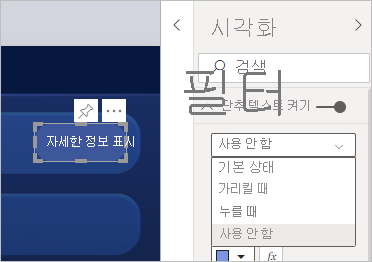 시각화
검색
필터
단추 텍스트 켜기
자세한 정보 표시
사용 안 함
기본 상태
가리킬 때
누를 때
사용 안 함
fx